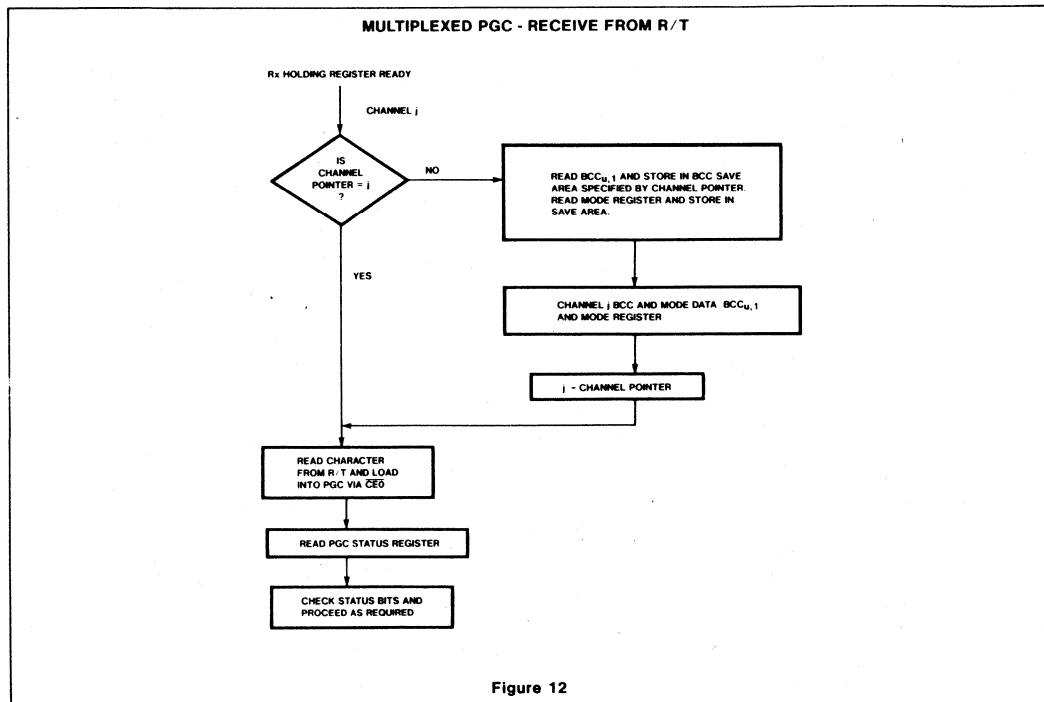 MULTIPLEXED PGC - RECEIVE FROM R/T
Rx HOLDING REGISTER READY
CHANNEL j
IS
CHANNEL
POINTER = j
?
NO
READ BCCu,1 AND STORE IN BCC SAVE
AREA SPECIFIED BY CHANNEL POINTER.
READ MODE REGISTER AND STORE IN
SAVE AREA.
YES
CHANNEL j BCC AND MODE DATA BCCu,1
AND MODE REGISTER
j - CHANNEL POINTER
READ CHARACTER
FROM R/T AND LOAD
INTO PGC VIA C̅E̅0̅
READ PGC STATUS REGISTER
CHECK STATUS BITS AND
PROCEED AS REQUIRED
Figure 12